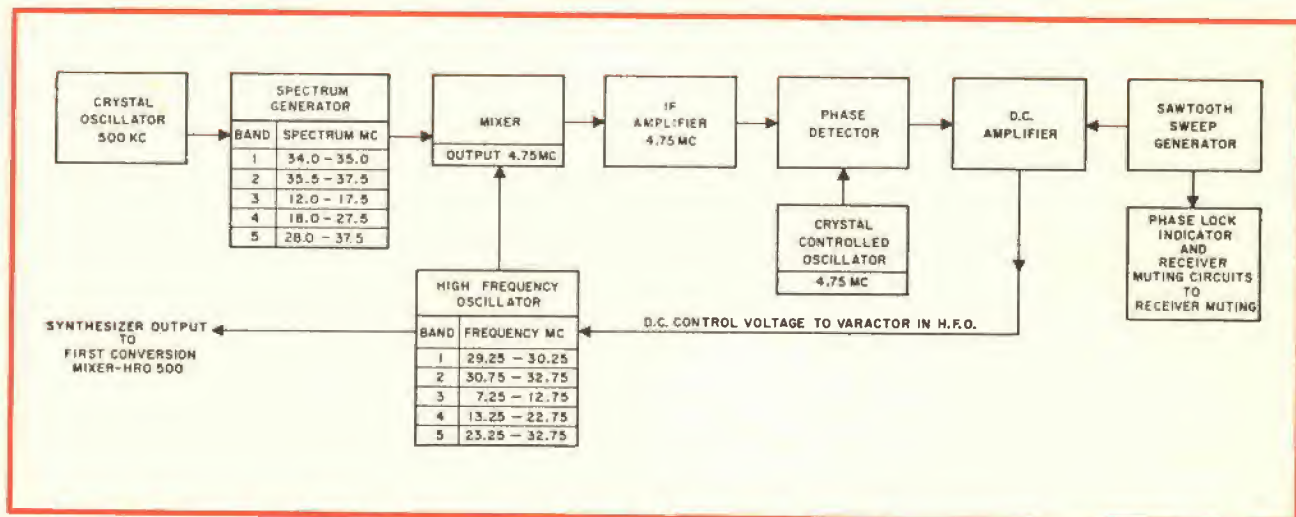 CRYSTAL
OSCILLATOR
500 KC
SPECTRUM
GENERATOR
BAND SPECTRUM MC
1 34.0 - 35.0
2 35.5 - 37.5
3 12.0 - 17.5
4 18.0 - 27.5
5 28.0 - 37.5
MIXER
OUTPUT 4.75 MC
IF
AMPLIFIER
4.75 MC
PHASE
DETECTOR
D.C.
AMPLIFIER
SAWTOOTH
SWEEP
GENERATOR
CRYSTAL
CONTROLLED
OSCILLATOR
4.75 MC
PHASE LOCK
INDICATOR
AND
RECEIVER
MUTING CIRCUITS
TO
RECEIVER MUTING
HIGH FREQUENCY
OSCILLATOR
BAND FREQUENCY MC
1 29.25 - 30.25
2 30.75 - 32.75
3 7.25 - 12.75
4 13.25 - 22.75
5 23.25 - 32.75
D.C. CONTROL VOLTAGE TO VARACTOR IN H.F.O.
SYNTHESIZER OUTPUT
TO
FIRST CONVERSION
MIXER-HRO 500